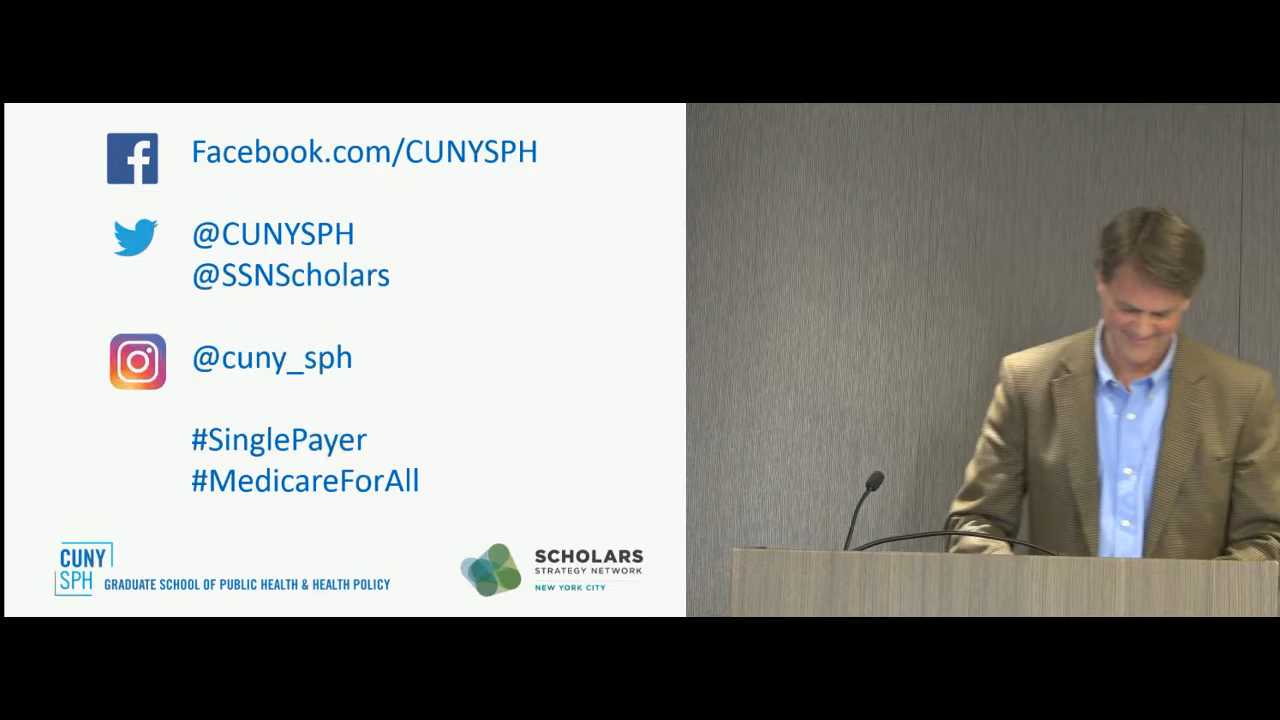 Facebook.com/CUNYSPH
@CUNYSPH
@SSNScholars
@cuny_sph
#SinglePayer
#MedicareForAll
CUNY
SPH GRADUATE SCHOOL OF PUBLIC HEALTH & HEALTH POLICY
SCHOLARS
STRATEGY NETWORK
NEW YORK CITY